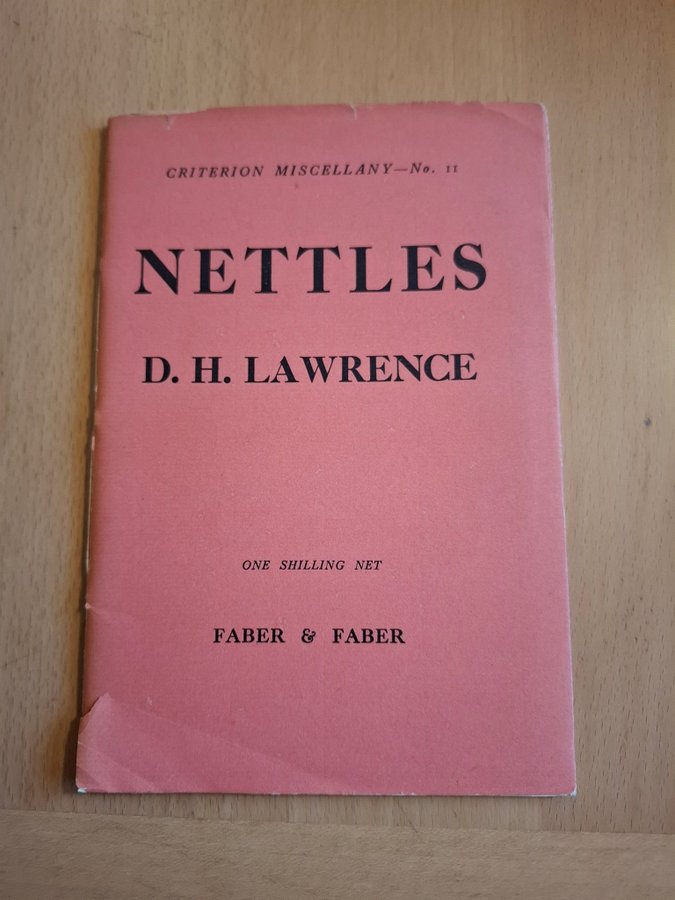 CRITERION MISCELLANY—No. 11
NETTLES
D. H. LAWRENCE
ONE SHILLING NET
FABER & FABER